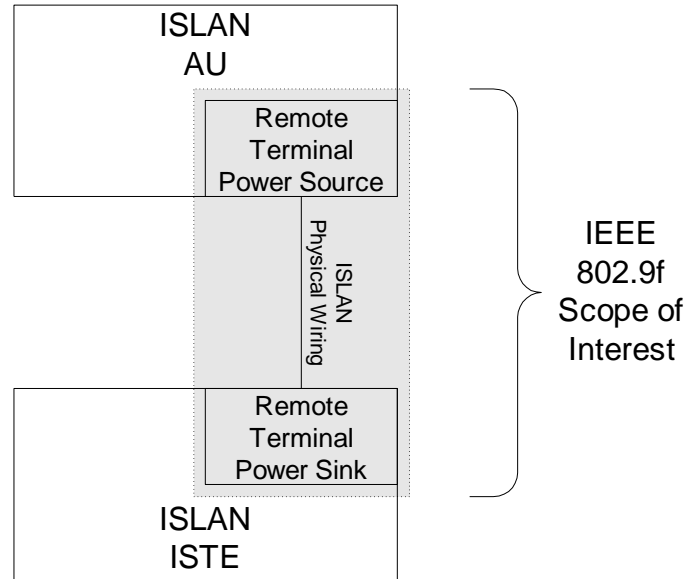 ISLAN
AU
Remote
Terminal
Power Source
ISLAN
Physical Wiring
IEEE
802.9f
Scope of
Interest
Remote
Terminal
Power Sink
ISLAN
ISTE